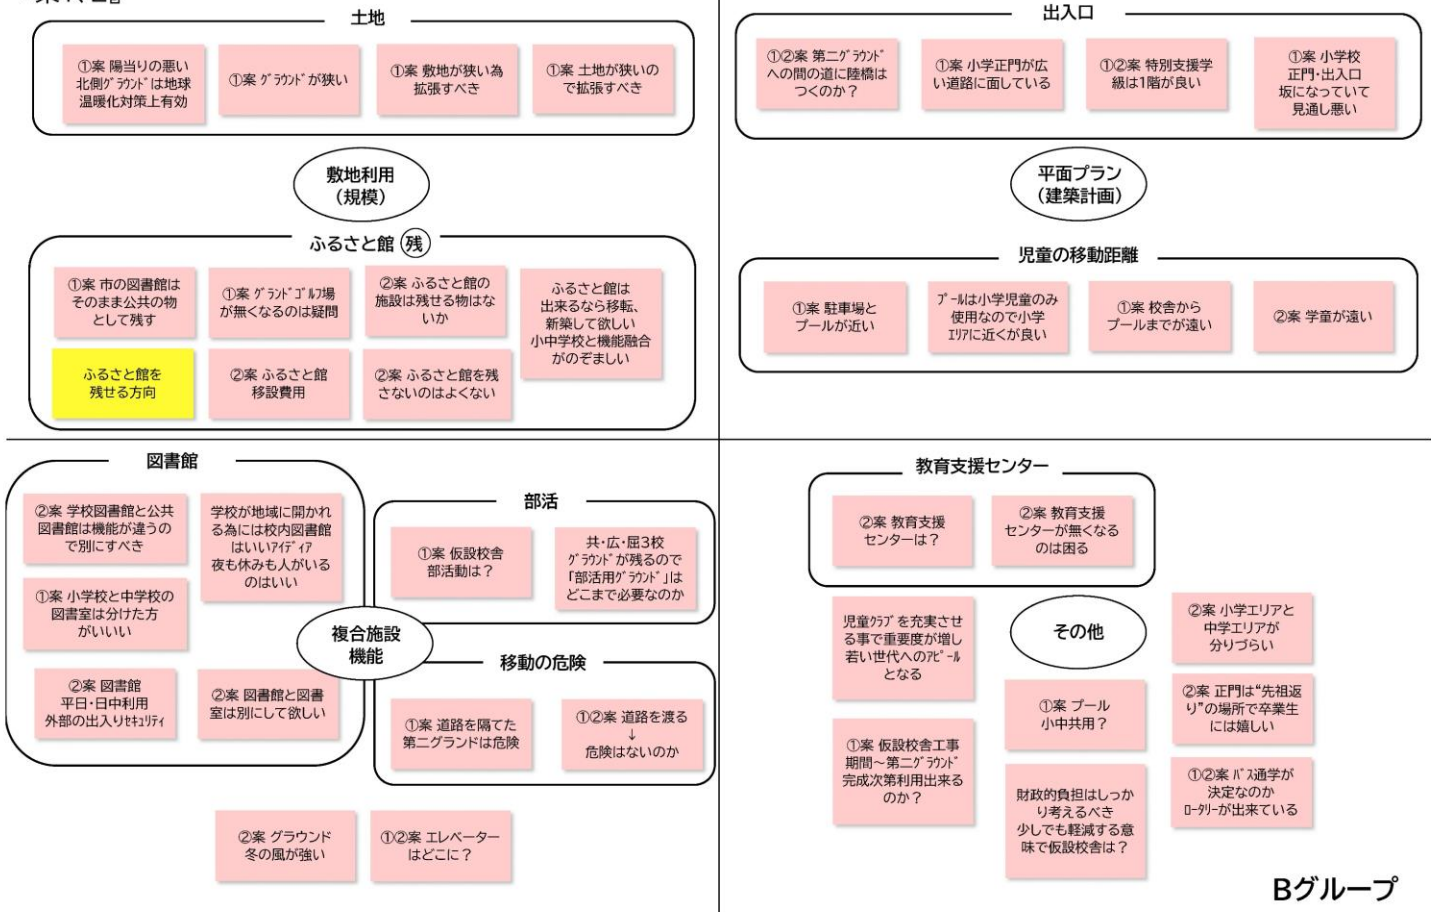 土地
①案 陽当りの悪い
北側グラウンドは地球
温暖化対策上有効
①案 グラウンドが狭い
①案 敷地が狭い為
拡張すべき
①案 土地が狭いの
で拡張すべき
敷地利用
(規模)
ふるさと館 残
①案 市の図書館は
そのまま公共の物
として残す
①案 グランドゴルフ場
が無くなるのは疑問
②案 ふるさと館の
施設は残せる物はな
いか
ふるさと館は
出来るなら移転、
新築して欲しい
小中学校と機能融合
がのぞましい
ふるさと館を
残せる方向
②案 ふるさと館
移設費用
②案 ふるさと館を残
さないのはよくない
出入口
①②案 第二グラウンド
への間の道に陸橋は
つくのか？
①案 小学正門が広
い道路に面している
①②案 特別支援学
級は1階が良い
①案 小学校
正門・出入口
坂になっていて
見通し悪い
平面プラン
(建築計画)
児童の移動距離
①案 駐車場と
プールが近い
プールは小学児童のみ
使用なので小学
エリアに近くが良い
①案 校舎から
プールまでが遠い
②案 学童が遠い
図書館
②案 学校図書館と公共
図書館は機能が違うの
で別にすべき
学校が地域に開かれ
る為には校内図書館
はいいアイディア
夜も休みも人がいる
のはいい
①案 小学校と中学校の
図書室は分けた方
がいいい
②案 図書館
平日・日中利用
外部の出入りセキュリティ
②案 図書館と図書
室は別にして欲しい
複合施設
機能
部活
①案 仮設校舎
部活動は？
共・広・屈3校
グラウンドが残るので
「部活用グラウンド」は
どこまで必要なのか
移動の危険
①案 道路を隔てた
第二グランドは危険
①②案 道路を渡る
↓
危険はないのか
②案 グラウンド
冬の風が強い
①②案 エレベーター
はどこに？
教育支援センター
②案 教育支援
センターは？
②案 教育支援
センターが無くなる
のは困る
児童クラブを充実させ
る事で重要度が増し
若い世代へのアピール
となる
その他
②案 小学エリアと
中学エリアが
分りづらい
①案 プール
小中共用？
②案 正門は“先祖返
り”の場所で卒業生
には嬉しい
①案 仮設校舎工事
期間～第二グラウンド
完成次第利用出来る
のか？
財政的負担はしっか
り考えるべき
少しでも軽減する意
味で仮設校舎は？
①②案 バス通学が
決定なのか
ロータリーが出来ている
Bグループ